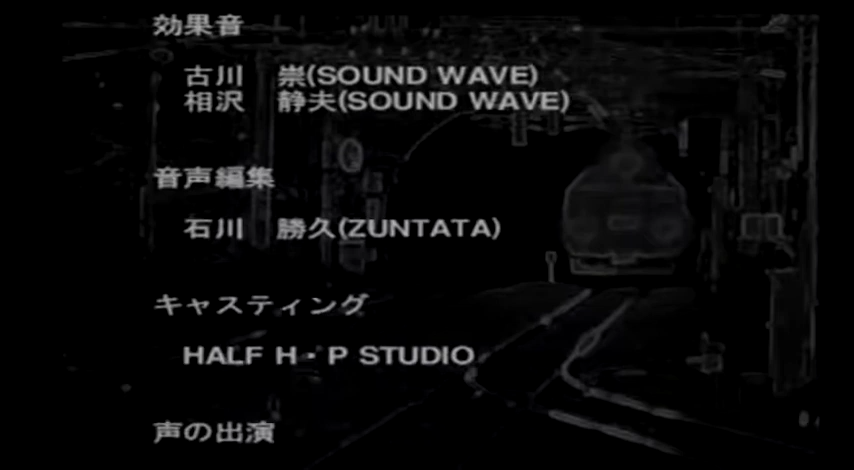 効果音
古川　崇(SOUND WAVE)
相沢　静夫(SOUND WAVE)
音声編集
石川　勝久(ZUNTATA)
キャスティング
HALF H・P STUDIO
声の出演